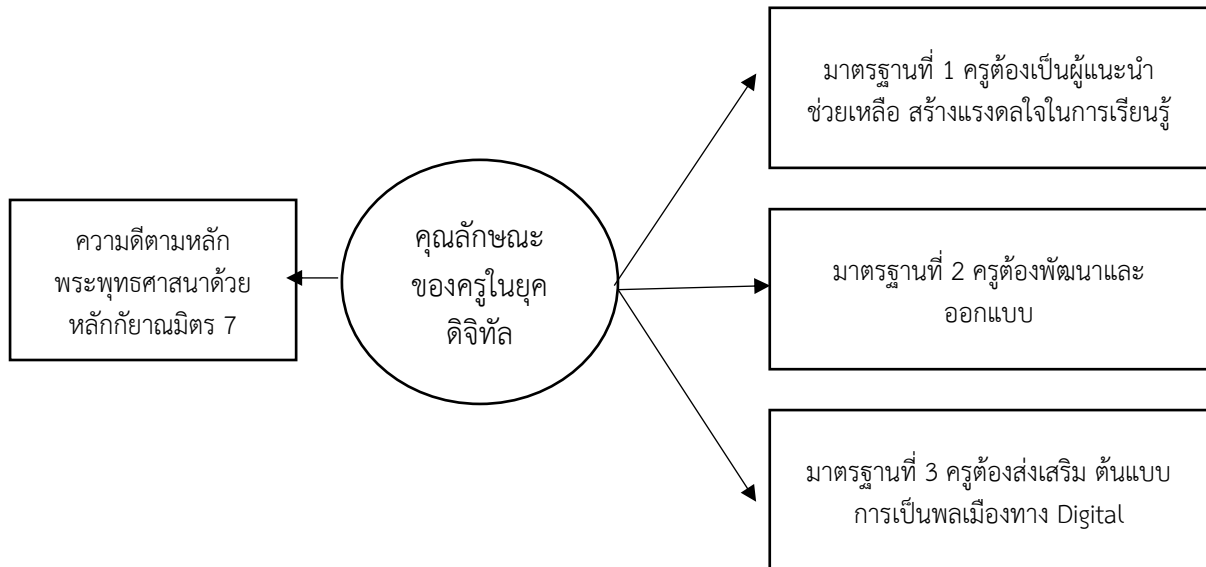 ความดีตามหลัก
พระพุทธศาสนาด้วย
หลักกัยาณมิตร 7
คุณลักษณะ
ของครูในยุค
ดิจิทัล
มาตรฐานที่ 1 ครูต้องเป็นผู้แนะนำ
ช่วยเหลือ สร้างแรงดลใจในการเรียนรู้
มาตรฐานที่ 2 ครูต้องพัฒนาและ
ออกแบบ
มาตรฐานที่ 3 ครูต้องส่งเสริม ต้นแบบ
การเป็นพลเมืองทาง Digital